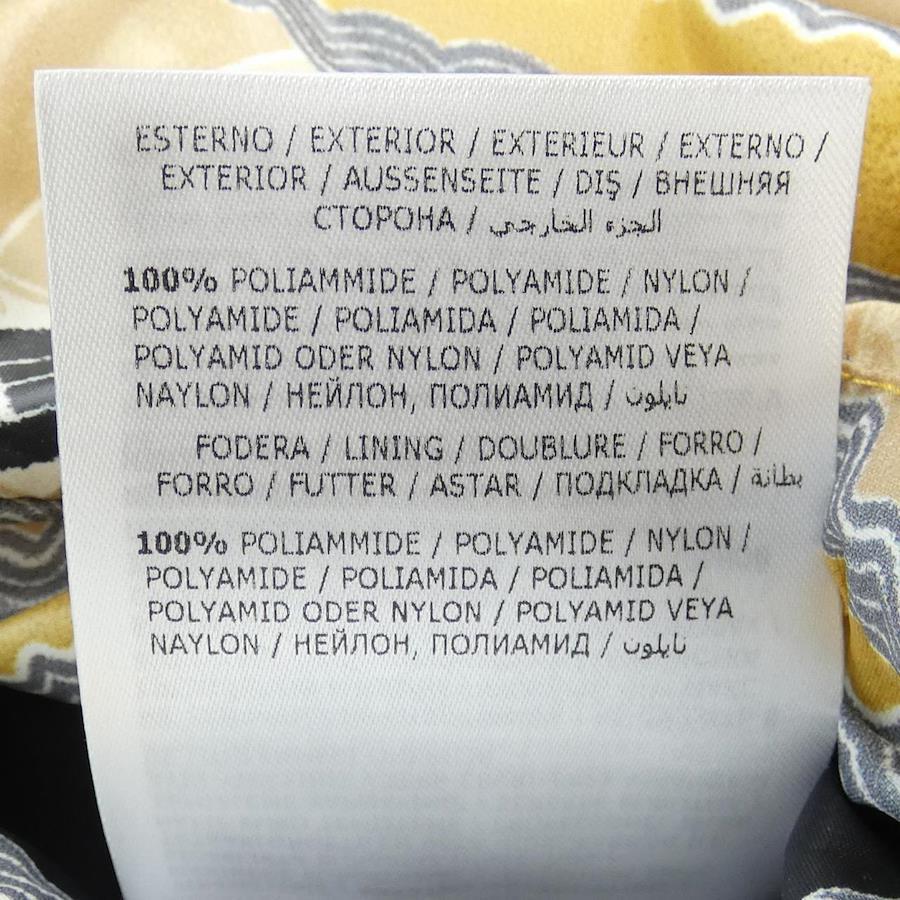 ESTERNO / EXTERIOR / EXTERIEUR / EXTERNO /
EXTERIOR / AUSSENSEITE / DIŞ / ВНЕШНЯЯ
СТОРОНА / الجزء الخارجي
100% POLIAMMIDE / POLYAMIDE / NYLON /
POLYAMIDE / POLIAMIDA / POLIAMIDA /
POLYAMID ODER NYLON / POLYAMID VEYA
NAYLON / НЕЙЛОН, ПОЛИАМИД / نايلون
FODERA / LINING / DOUBLURE / FORRO /
FORRO / FUTTER / ASTAR / ПОДКЛАДКА / بطانة
100% POLIAMMIDE / POLYAMIDE / NYLON /
POLYAMIDE / POLIAMIDA / POLIAMIDA /
POLYAMID ODER NYLON / POLYAMID VEYA
NAYLON / НЕЙЛОН, ПОЛИАМИД / نايلون